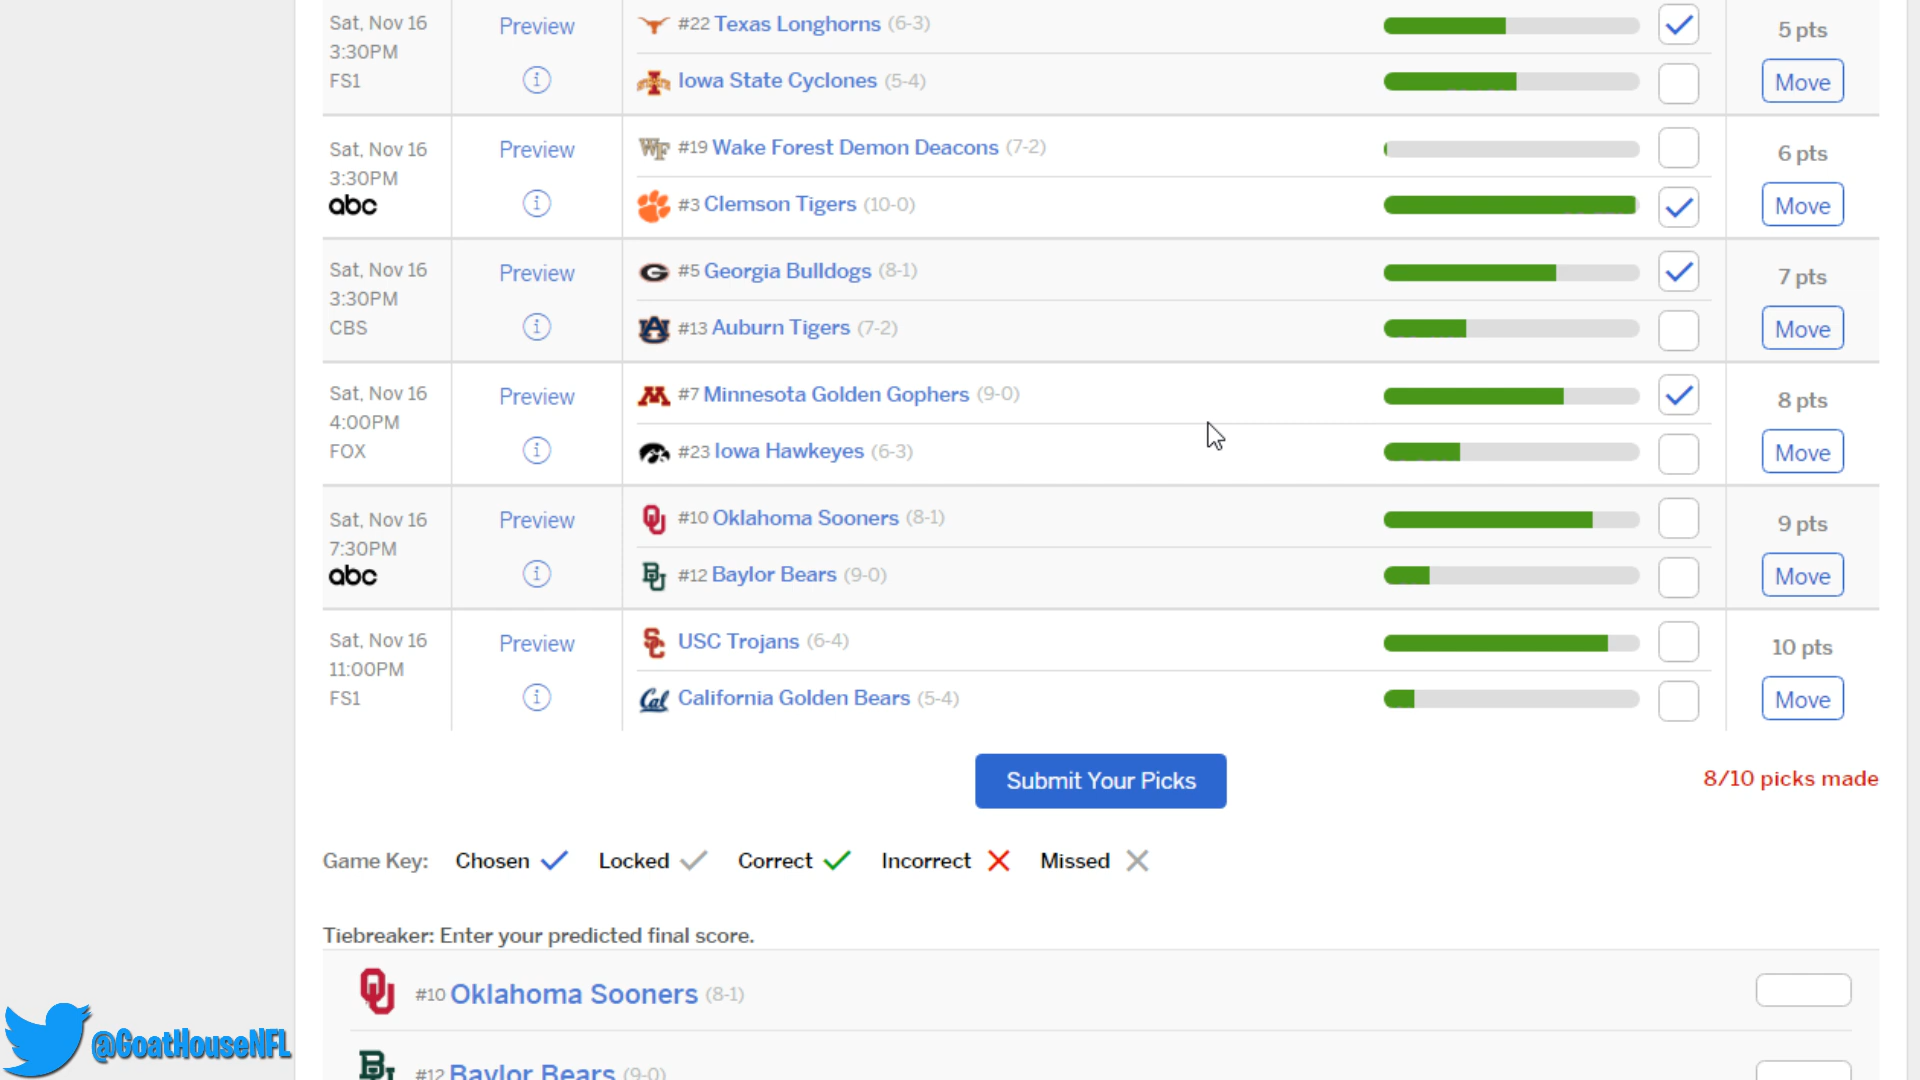 Sat, Nov 16
3:30PM
FS1
Preview
#22 Texas Longhorns (6-3)
Iowa State Cyclones (5-4)
5 pts
Move
Sat, Nov 16
3:30PM
abc
Preview
WF #19 Wake Forest Demon Deacons (7-2)
#3 Clemson Tigers (10-0)
6 pts
Move
Sat, Nov 16
3:30PM
CBS
Preview
G #5 Georgia Bulldogs (8-1)
AU #13 Auburn Tigers (7-2)
7 pts
Move
Sat, Nov 16
4:00PM
FOX
Preview
M #7 Minnesota Golden Gophers (9-0)
#23 Iowa Hawkeyes (6-3)
8 pts
Move
Sat, Nov 16
7:30PM
abc
Preview
OU #10 Oklahoma Sooners (8-1)
BU #12 Baylor Bears (9-0)
9 pts
Move
Sat, Nov 16
11:00PM
FS1
Preview
SC USC Trojans (6-4)
Cal California Golden Bears (5-4)
10 pts
Move
Submit Your Picks
8/10 picks made
Game Key: Chosen Locked Correct Incorrect Missed
Tiebreaker: Enter your predicted final score.
OU #10 Oklahoma Sooners (8-1)
BU #12 Baylor Bears (9-0)
@GoatHouseNFL